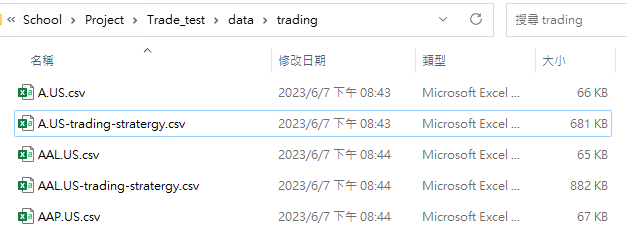 School > Project > Trade_test > data > trading 搜尋 trading
名稱 修改日期 類型 大小
A.US.csv 2023/6/7 下午 08:43 Microsoft Excel ... 66 KB
A.US-trading-stratergy.csv 2023/6/7 下午 08:43 Microsoft Excel ... 681 KB
AAL.US.csv 2023/6/7 下午 08:44 Microsoft Excel ... 65 KB
AAL.US-trading-stratergy.csv 2023/6/7 下午 08:44 Microsoft Excel ... 882 KB
AAP.US.csv 2023/6/7 下午 08:44 Microsoft Excel ... 67 KB